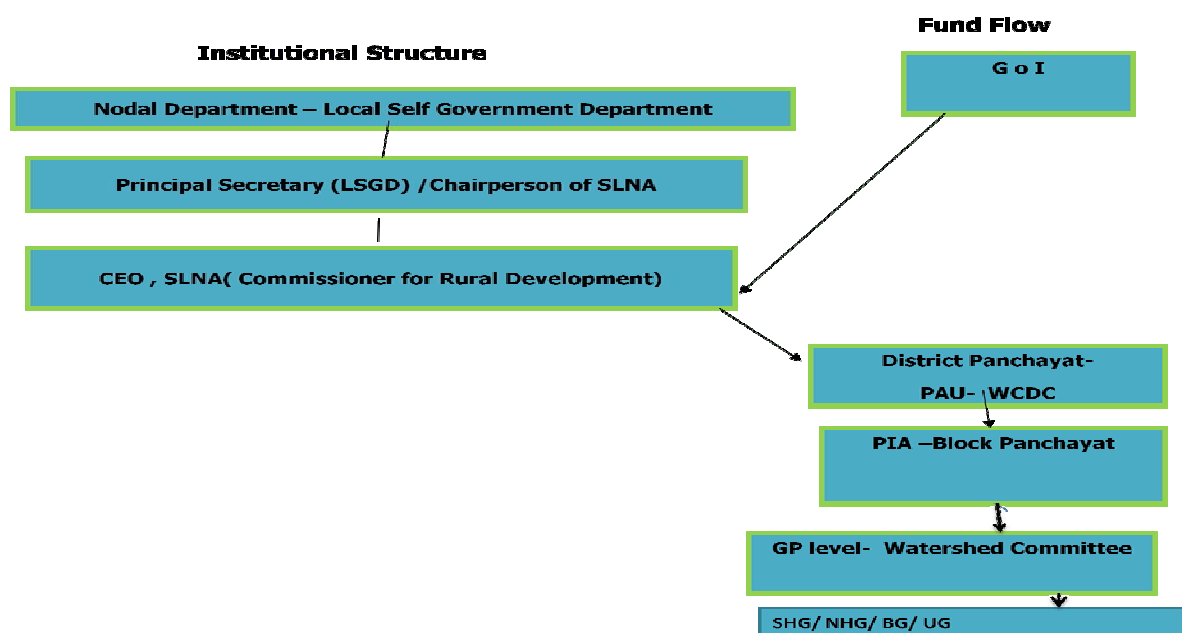 Fund Flow
Institutional Structure
G o I
Nodal Department – Local Self Government Department
Principal Secretary (LSGD) /Chairperson of SLNA
CEO , SLNA( Commissioner for Rural Development)
District Panchayat-
PAU- WCDC
PIA –Block Panchayat
GP level- Watershed Committee
SHG/ NHG/ BG/ UG